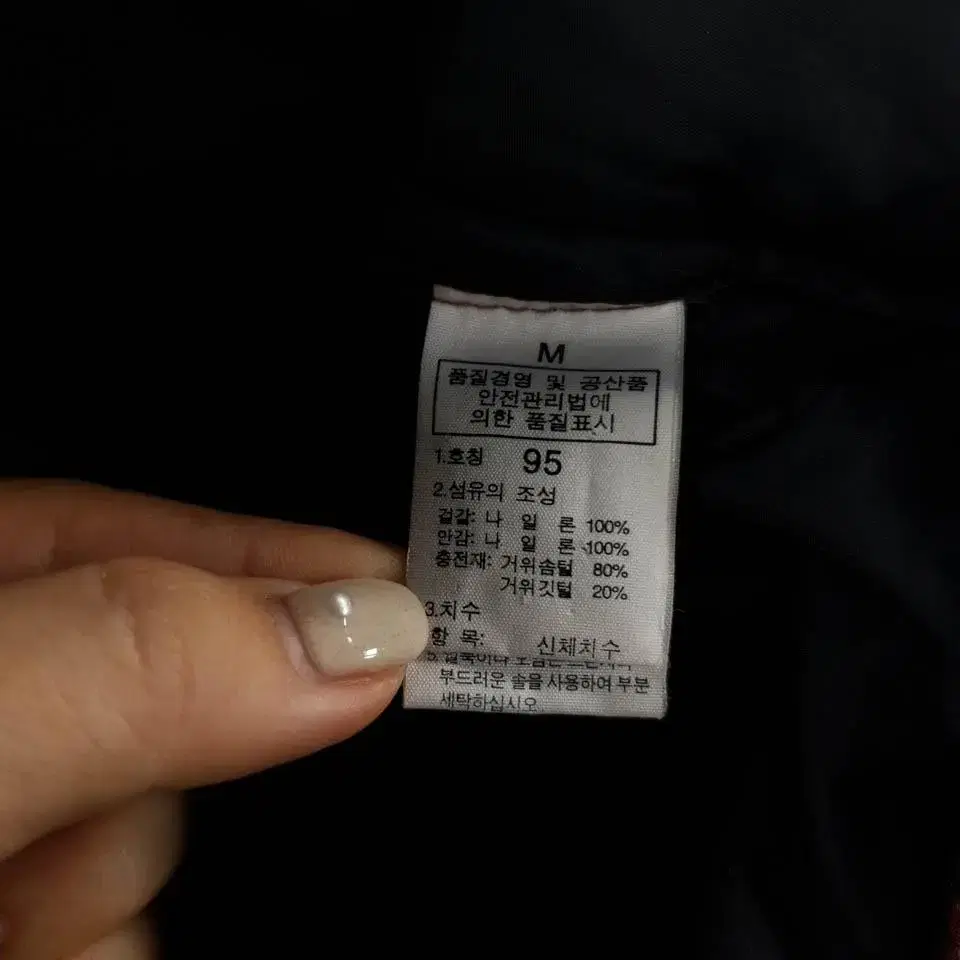 M
품질경영 및 공산품
안전관리법에
의한 품질표시
1.호칭 95
2.섬유의 조성
겉감: 나 일 론 100%
안감: 나 일 론 100%
충전재: 거위솜털 80%
거위깃털 20%
3.치수
항 목: 신체치수
부드러운 솔을 사용하여 부분
세탁하십시오